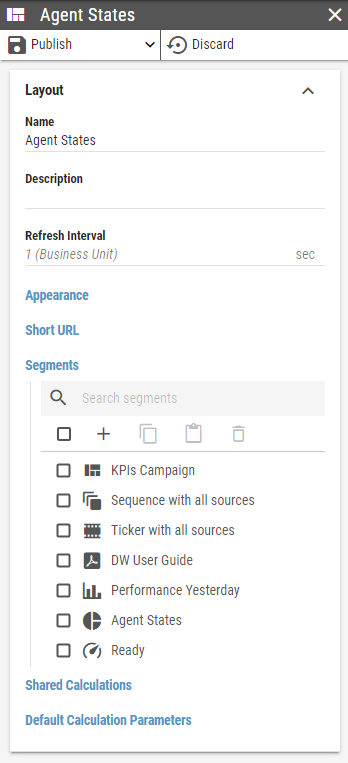 Agent States
Publish Discard
Layout
Name
Agent States
Description
Refresh Interval
1 (Business Unit) sec
Appearance
Short URL
Segments
Search segments
KPIs Campaign
Sequence with all sources
Ticker with all sources
DW User Guide
Performance Yesterday
Agent States
Ready
Shared Calculations
Default Calculation Parameters